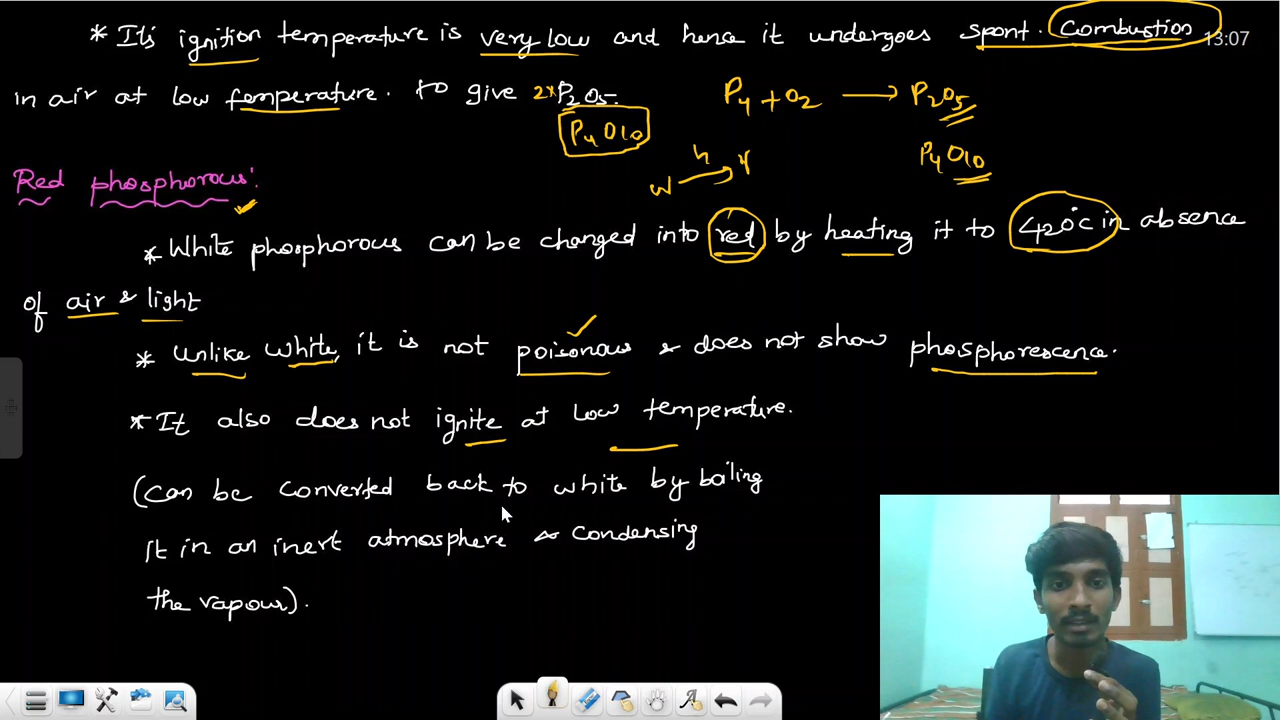 * It's ignition temperature is very low and hence it undergoes spont. Combustion
13:07
in air at low temperature. to give 2x P2O5.
P4O10
P4 + O2 → P2O5
P4O10
w h r
Red phosphorous:
* White phosphorous can be changed into red by heating it to 420°C in absence
of air & light
* Unlike white, it is not poisonous & does not show phosphorescence.
* It also does not ignite at low temperature.
(Can be converted back to white by boiling
it in an inert atmosphere & condensing
the vapour).